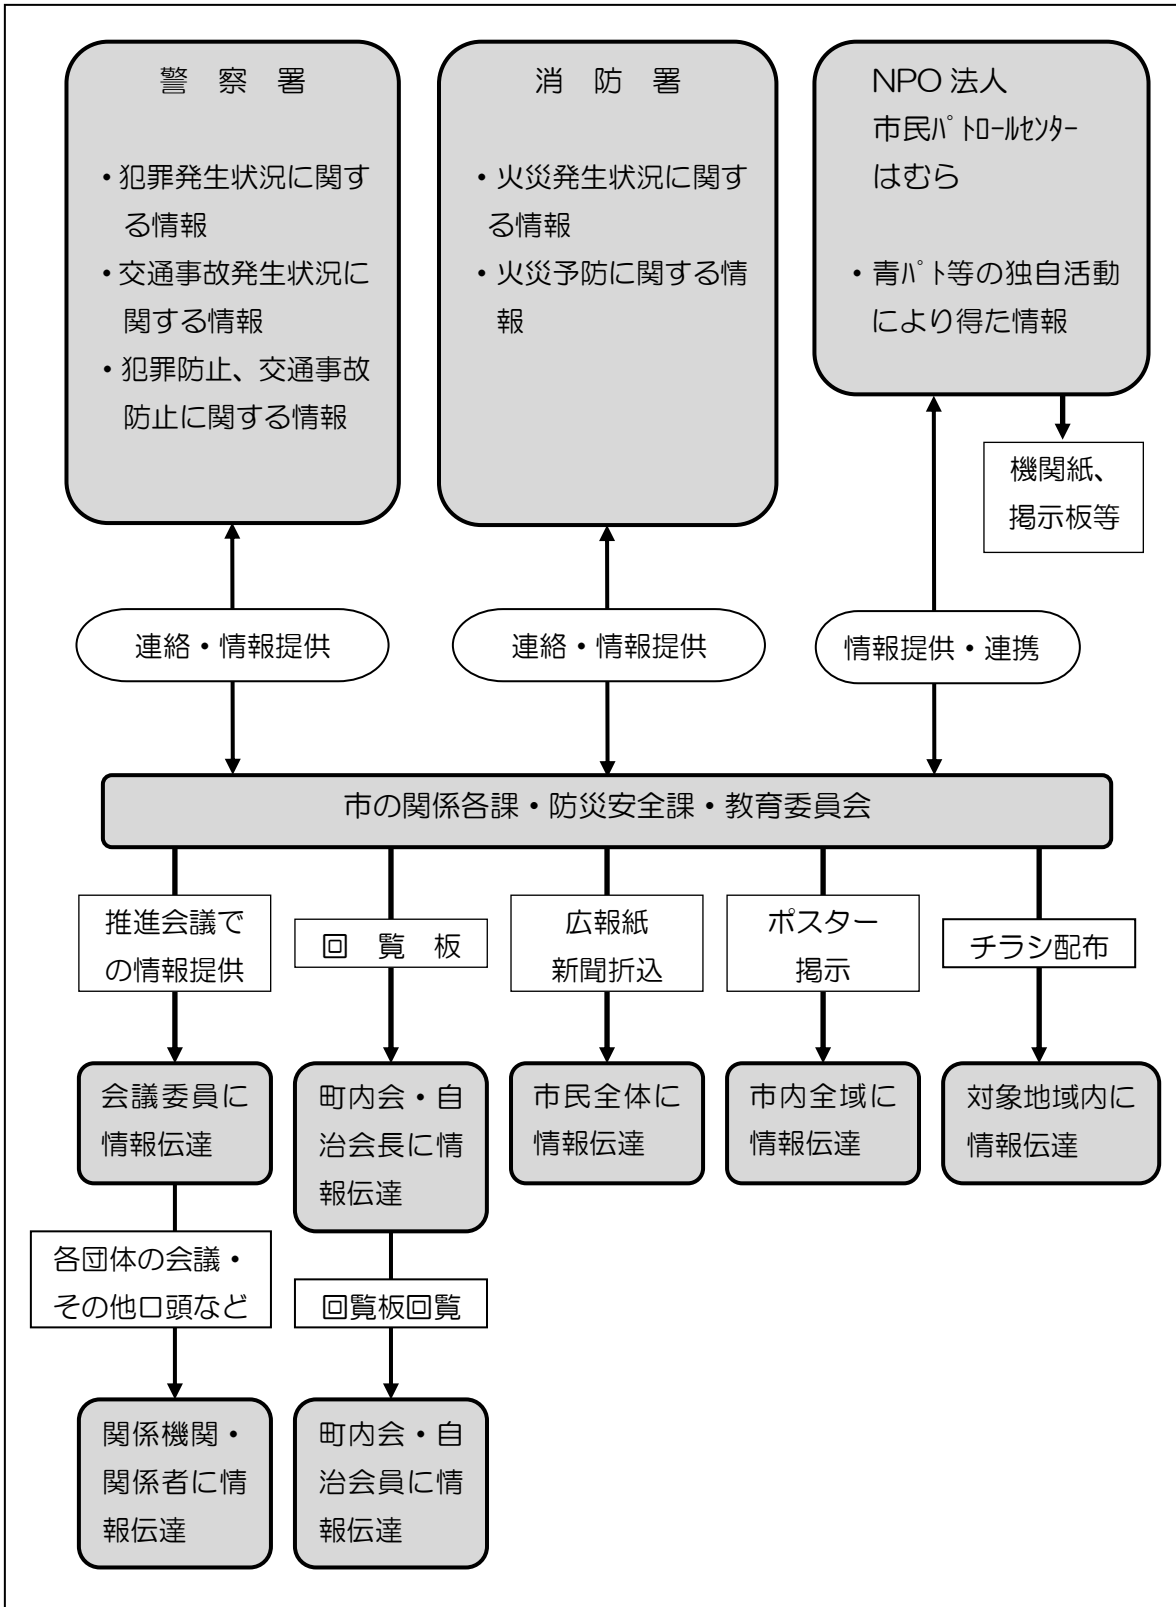 警 察 署
・犯罪発生状況に関す
る情報
・交通事故発生状況に
関する情報
・犯罪防止、交通事故
防止に関する情報
消 防 署
・火災発生状況に関す
る情報
・火災予防に関する情
報
NPO 法人
市民ﾊﾟﾄﾛｰﾙｾﾝﾀｰ
はむら
・青ﾊﾟﾄ等の独自活動
により得た情報
機関紙、
掲示板等
連絡・情報提供
連絡・情報提供
情報提供・連携
市の関係各課・防災安全課・教育委員会
推進会議で
の情報提供
回 覧 板
広報紙
新聞折込
ポスター
掲示
チラシ配布
会議委員に
情報伝達
町内会・自
治会長に情
報伝達
市民全体に
情報伝達
市内全域に
情報伝達
対象地域内に
情報伝達
各団体の会議・
その他口頭など
回覧板回覧
関係機関・
関係者に情
報伝達
町内会・自
治会員に情
報伝達